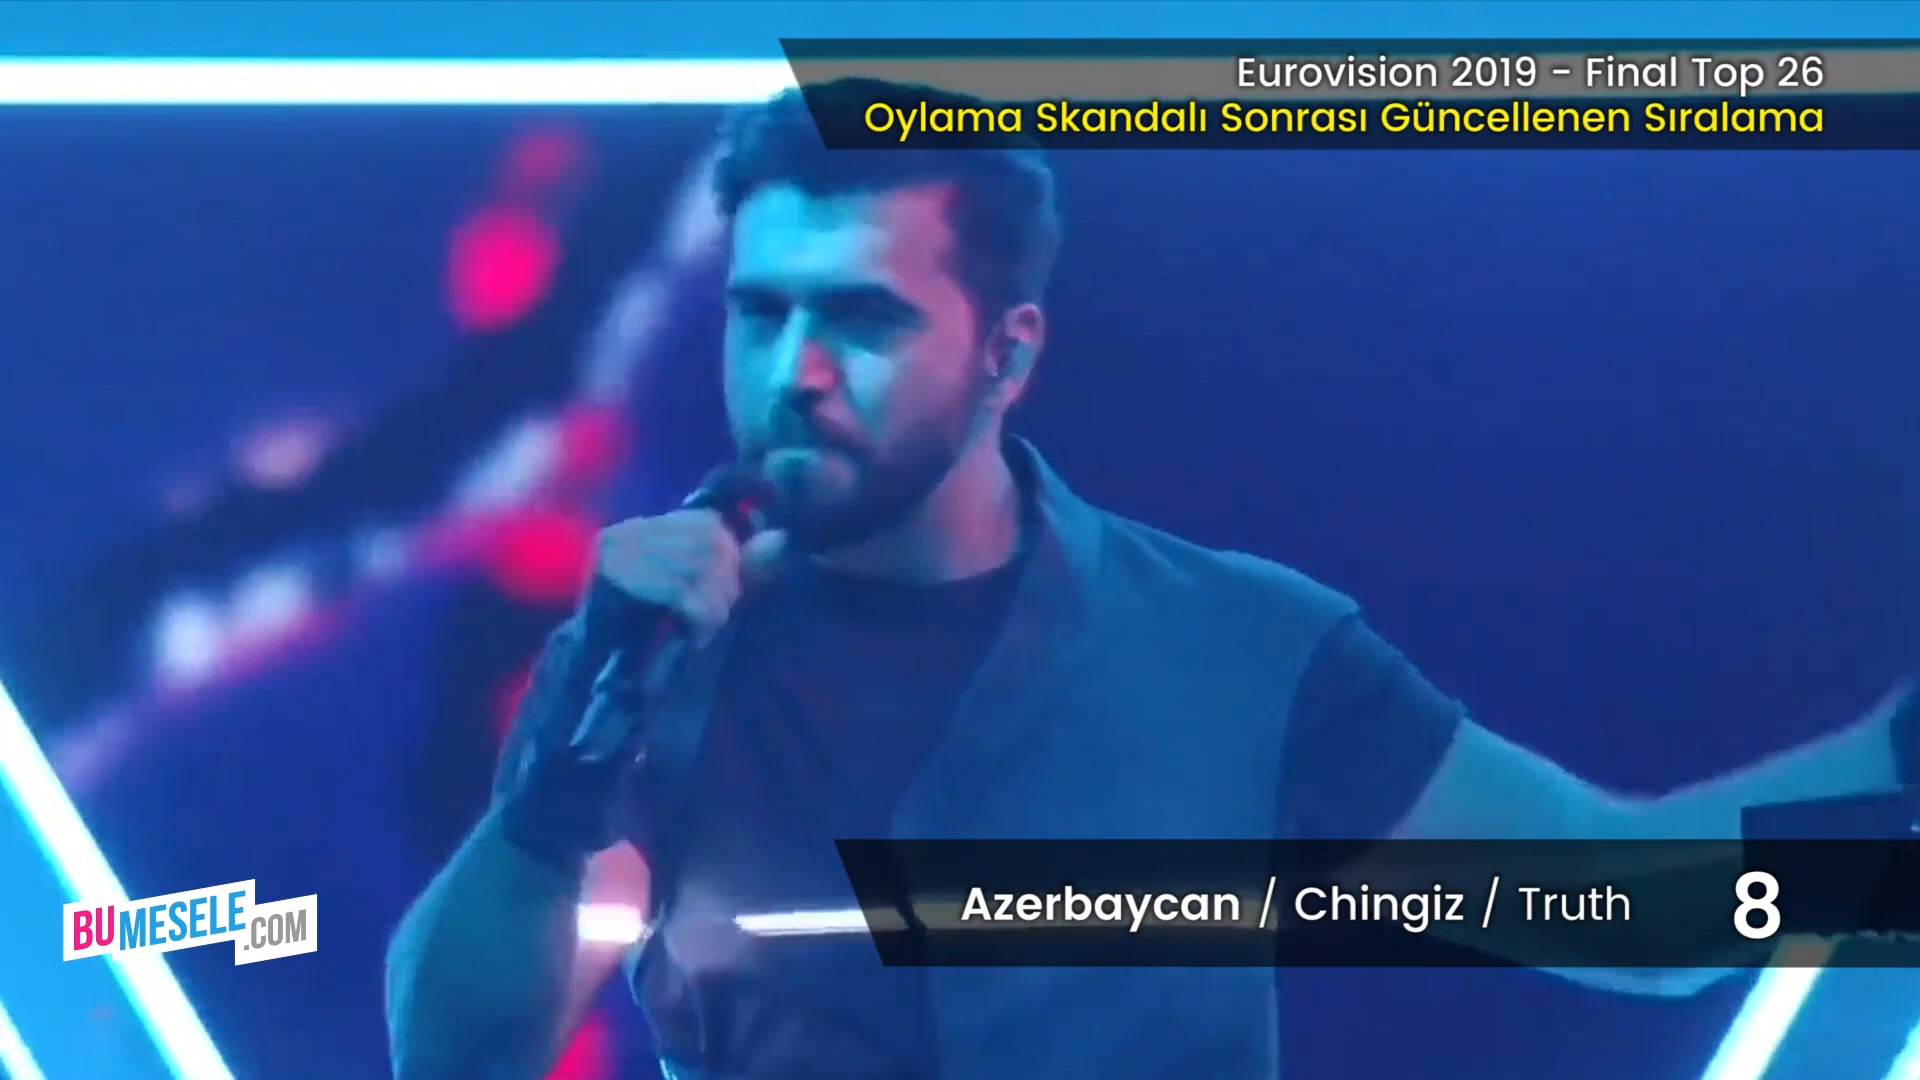 Eurovision 2019 - Final Top 26
Oylama Skandalı Sonrası Güncellenen Sıralama
Azerbaycan / Chingiz / Truth 8
BUMESELE.COM